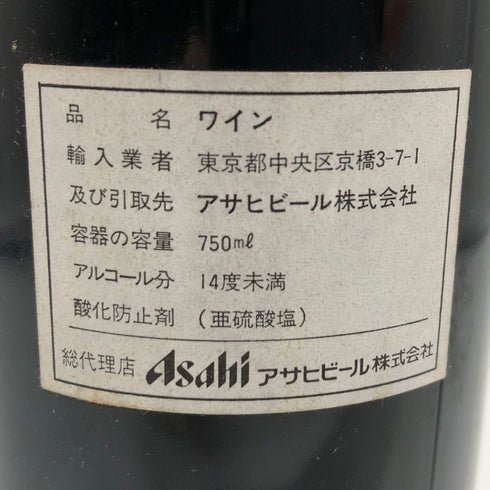 品名 ワイン
輸入業者 東京都中央区京橋3-7-1
及び引取先 アサヒビール株式会社
容器の容量 750mℓ
アルコール分 14度未満
酸化防止剤 (亜硫酸塩)
総代理店 Asahi アサヒビール株式会社